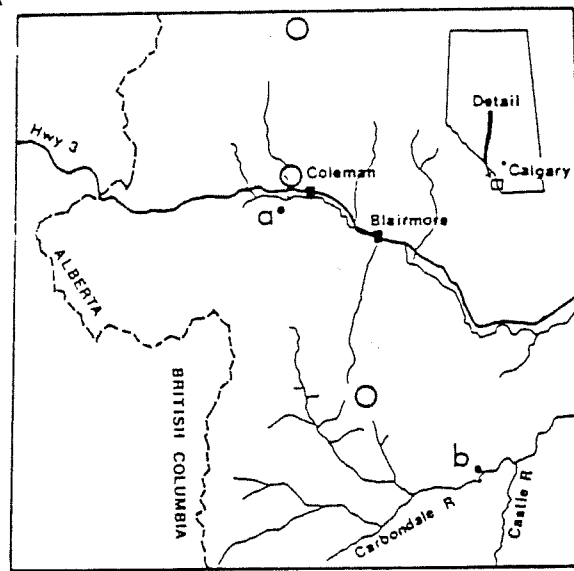 Detail
Hwy 3
Calgary
Coleman
a
Blairmore
ALBERTA
BRITISH COLUMBIA
b
Carbondale R
Castle R